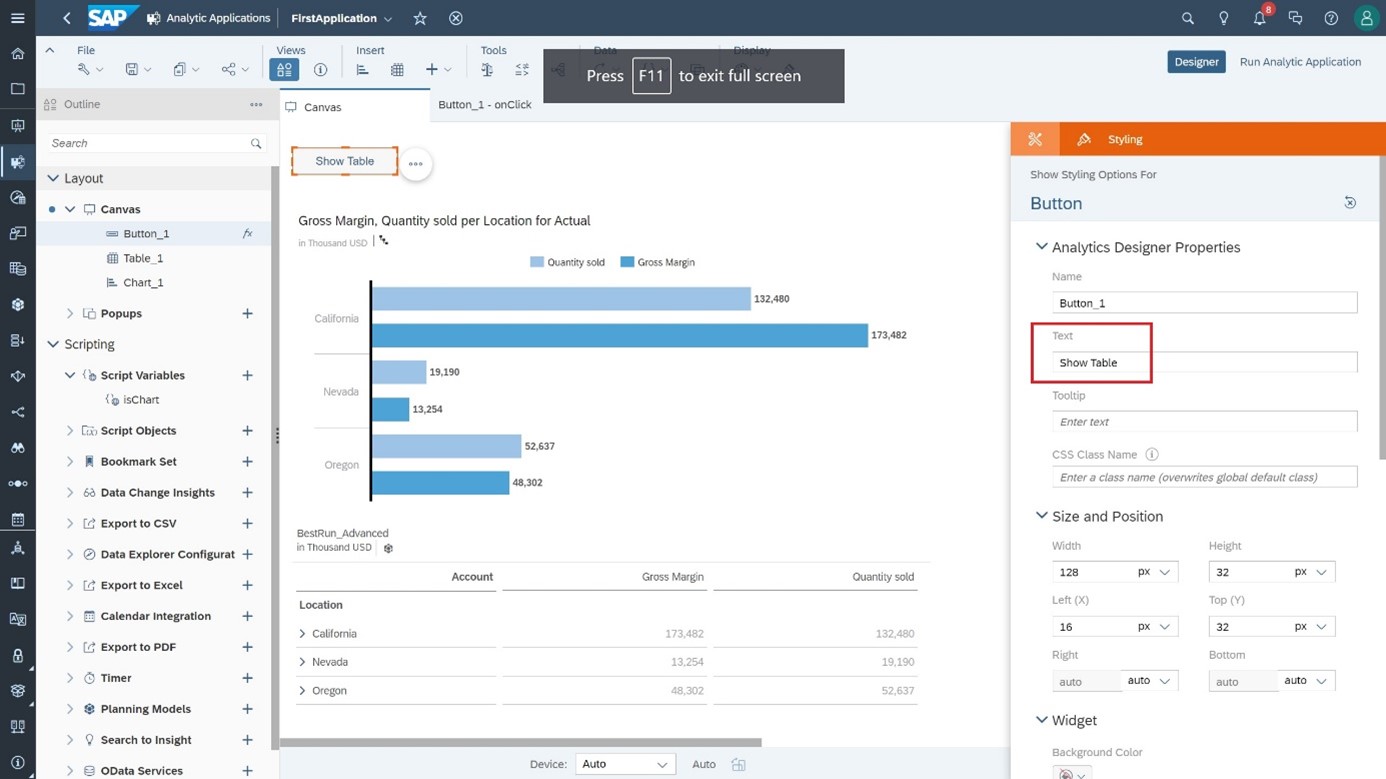 SAP Analytic Applications FirstApplication
8
File Views Insert Tools Data Display
Designer Run Analytic Application
Press F11 to exit full screen
Outline
Canvas Button_1 - onClick
Search
Layout
Canvas
Button_1 fx
Table_1
Chart_1
Popups
Scripting
Script Variables
isChart
Script Objects
Bookmark Set
Data Change Insights
Export to CSV
Data Explorer Configurat
Export to Excel
Calendar Integration
Export to PDF
Timer
Planning Models
Search to Insight
OData Services
Show Table
Gross Margin, Quantity sold per Location for Actual
in Thousand USD
Quantity sold Gross Margin
California
132,480
173,482
Nevada
19,190
13,254
Oregon
52,637
48,302
BestRun_Advanced
in Thousand USD
Account Gross Margin Quantity sold
Location
California 173,482 132,480
Nevada 13,254 19,190
Oregon 48,302 52,637
Device: Auto Auto
Styling
Show Styling Options For
Button
Analytics Designer Properties
Name
Button_1
Text
Show Table
Tooltip
Enter text
CSS Class Name
Enter a class name (overwrites global default class)
Size and Position
Width Height
128 px 32 px
Left (X) Top (Y)
16 px 32 px
Right Bottom
auto auto auto auto
Widget
Background Color